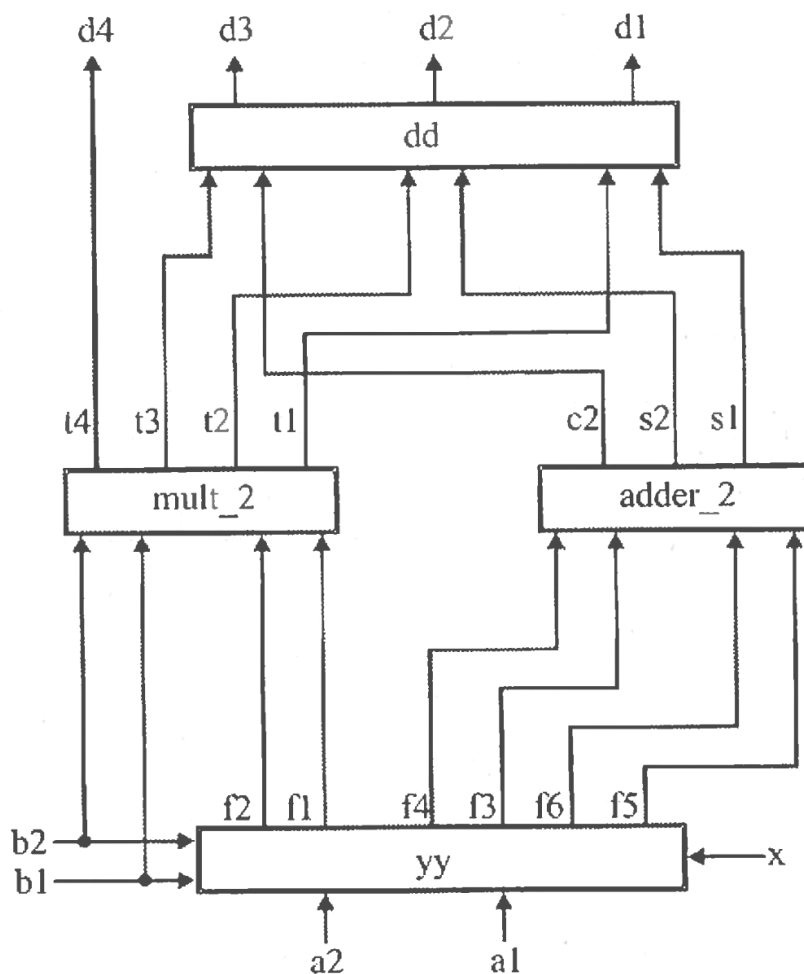 d4 d3 d2 d1
dd
t4 t3 t2 t1 c2 s2 s1
mult_2 adder_2
f2 f1 f4 f3 f6 f5
b2
yy x
b1
a2 a1